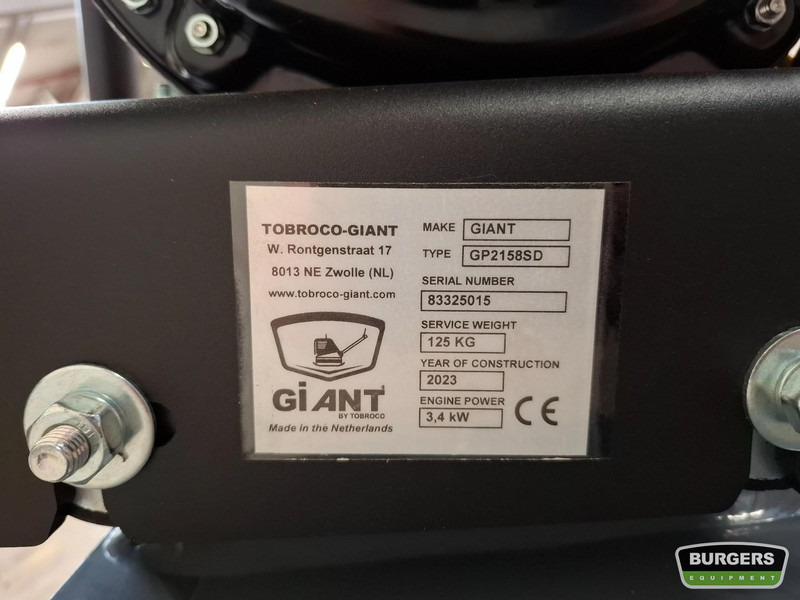 TOBROCO-GIANT
W. Rontgenstraat 17
8013 NE Zwolle (NL)
www.tobroco-giant.com
GiANT
BY TOBROCO
Made in the Netherlands
MAKE GIANT
TYPE GP2158SD
SERIAL NUMBER
83325015
SERVICE WEIGHT
125 KG
YEAR OF CONSTRUCTION
2023
ENGINE POWER
3,4 kW
CE
BURGERS
EQUIPMENT